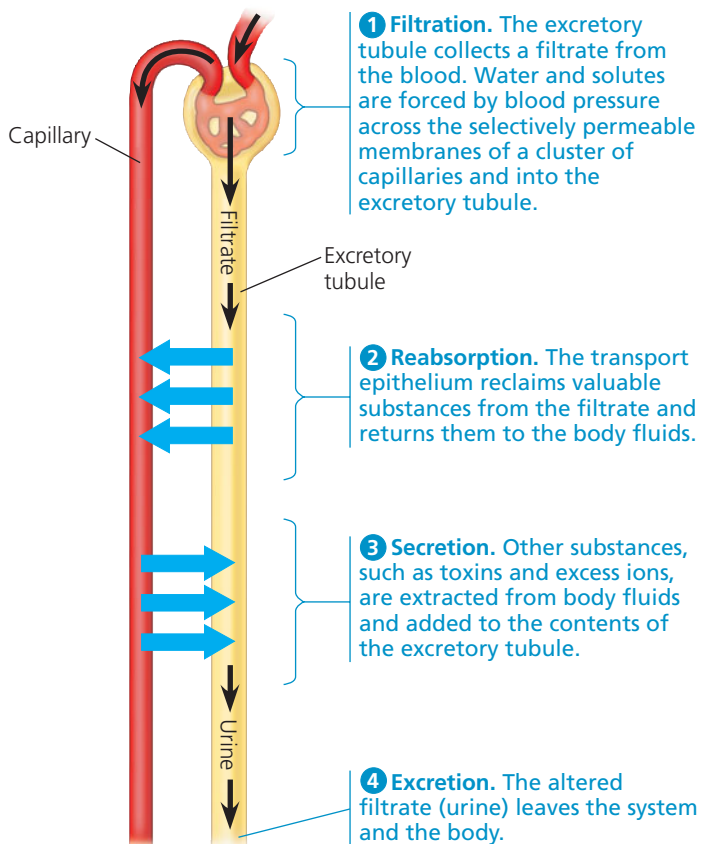 1 Filtration. The excretory
tubule collects a filtrate from
the blood. Water and solutes
are forced by blood pressure
across the selectively permeable
membranes of a cluster of
capillaries and into the
excretory tubule.
Capillary
Filtrate
Excretory
tubule
2 Reabsorption. The transport
epithelium reclaims valuable
substances from the filtrate and
returns them to the body fluids.
3 Secretion. Other substances,
such as toxins and excess ions,
are extracted from body fluids
and added to the contents of
the excretory tubule.
Urine
4 Excretion. The altered
filtrate (urine) leaves the system
and the body.